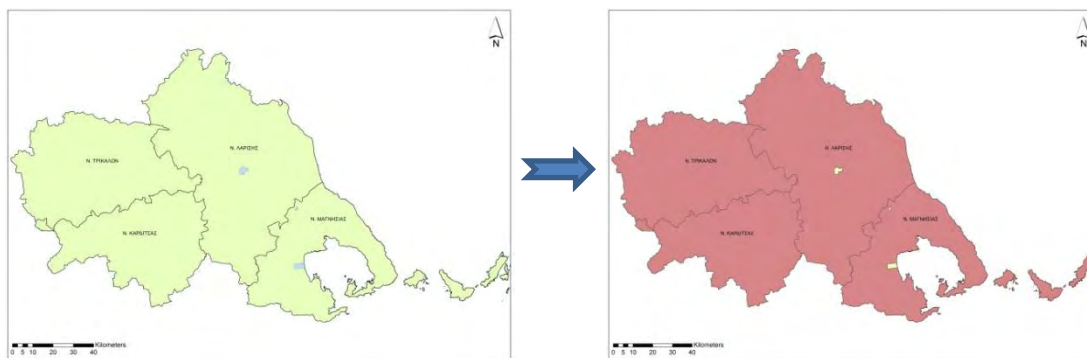 N
Ν. ΛΑΡΙΣΗΣ
Ν. ΤΡΙΚΑΛΩΝ
Ν. ΜΑΓΝΗΣΙΑΣ
Ν. ΚΑΡΔΙΤΣΑΣ
Kilometers
0 5 10 20 30 40
N
Ν. ΛΑΡΙΣΗΣ
Ν. ΤΡΙΚΑΛΩΝ
Ν. ΜΑΓΝΗΣΙΑΣ
Ν. ΚΑΡΔΙΤΣΑΣ
Kilometers
0 5 10 20 30 40